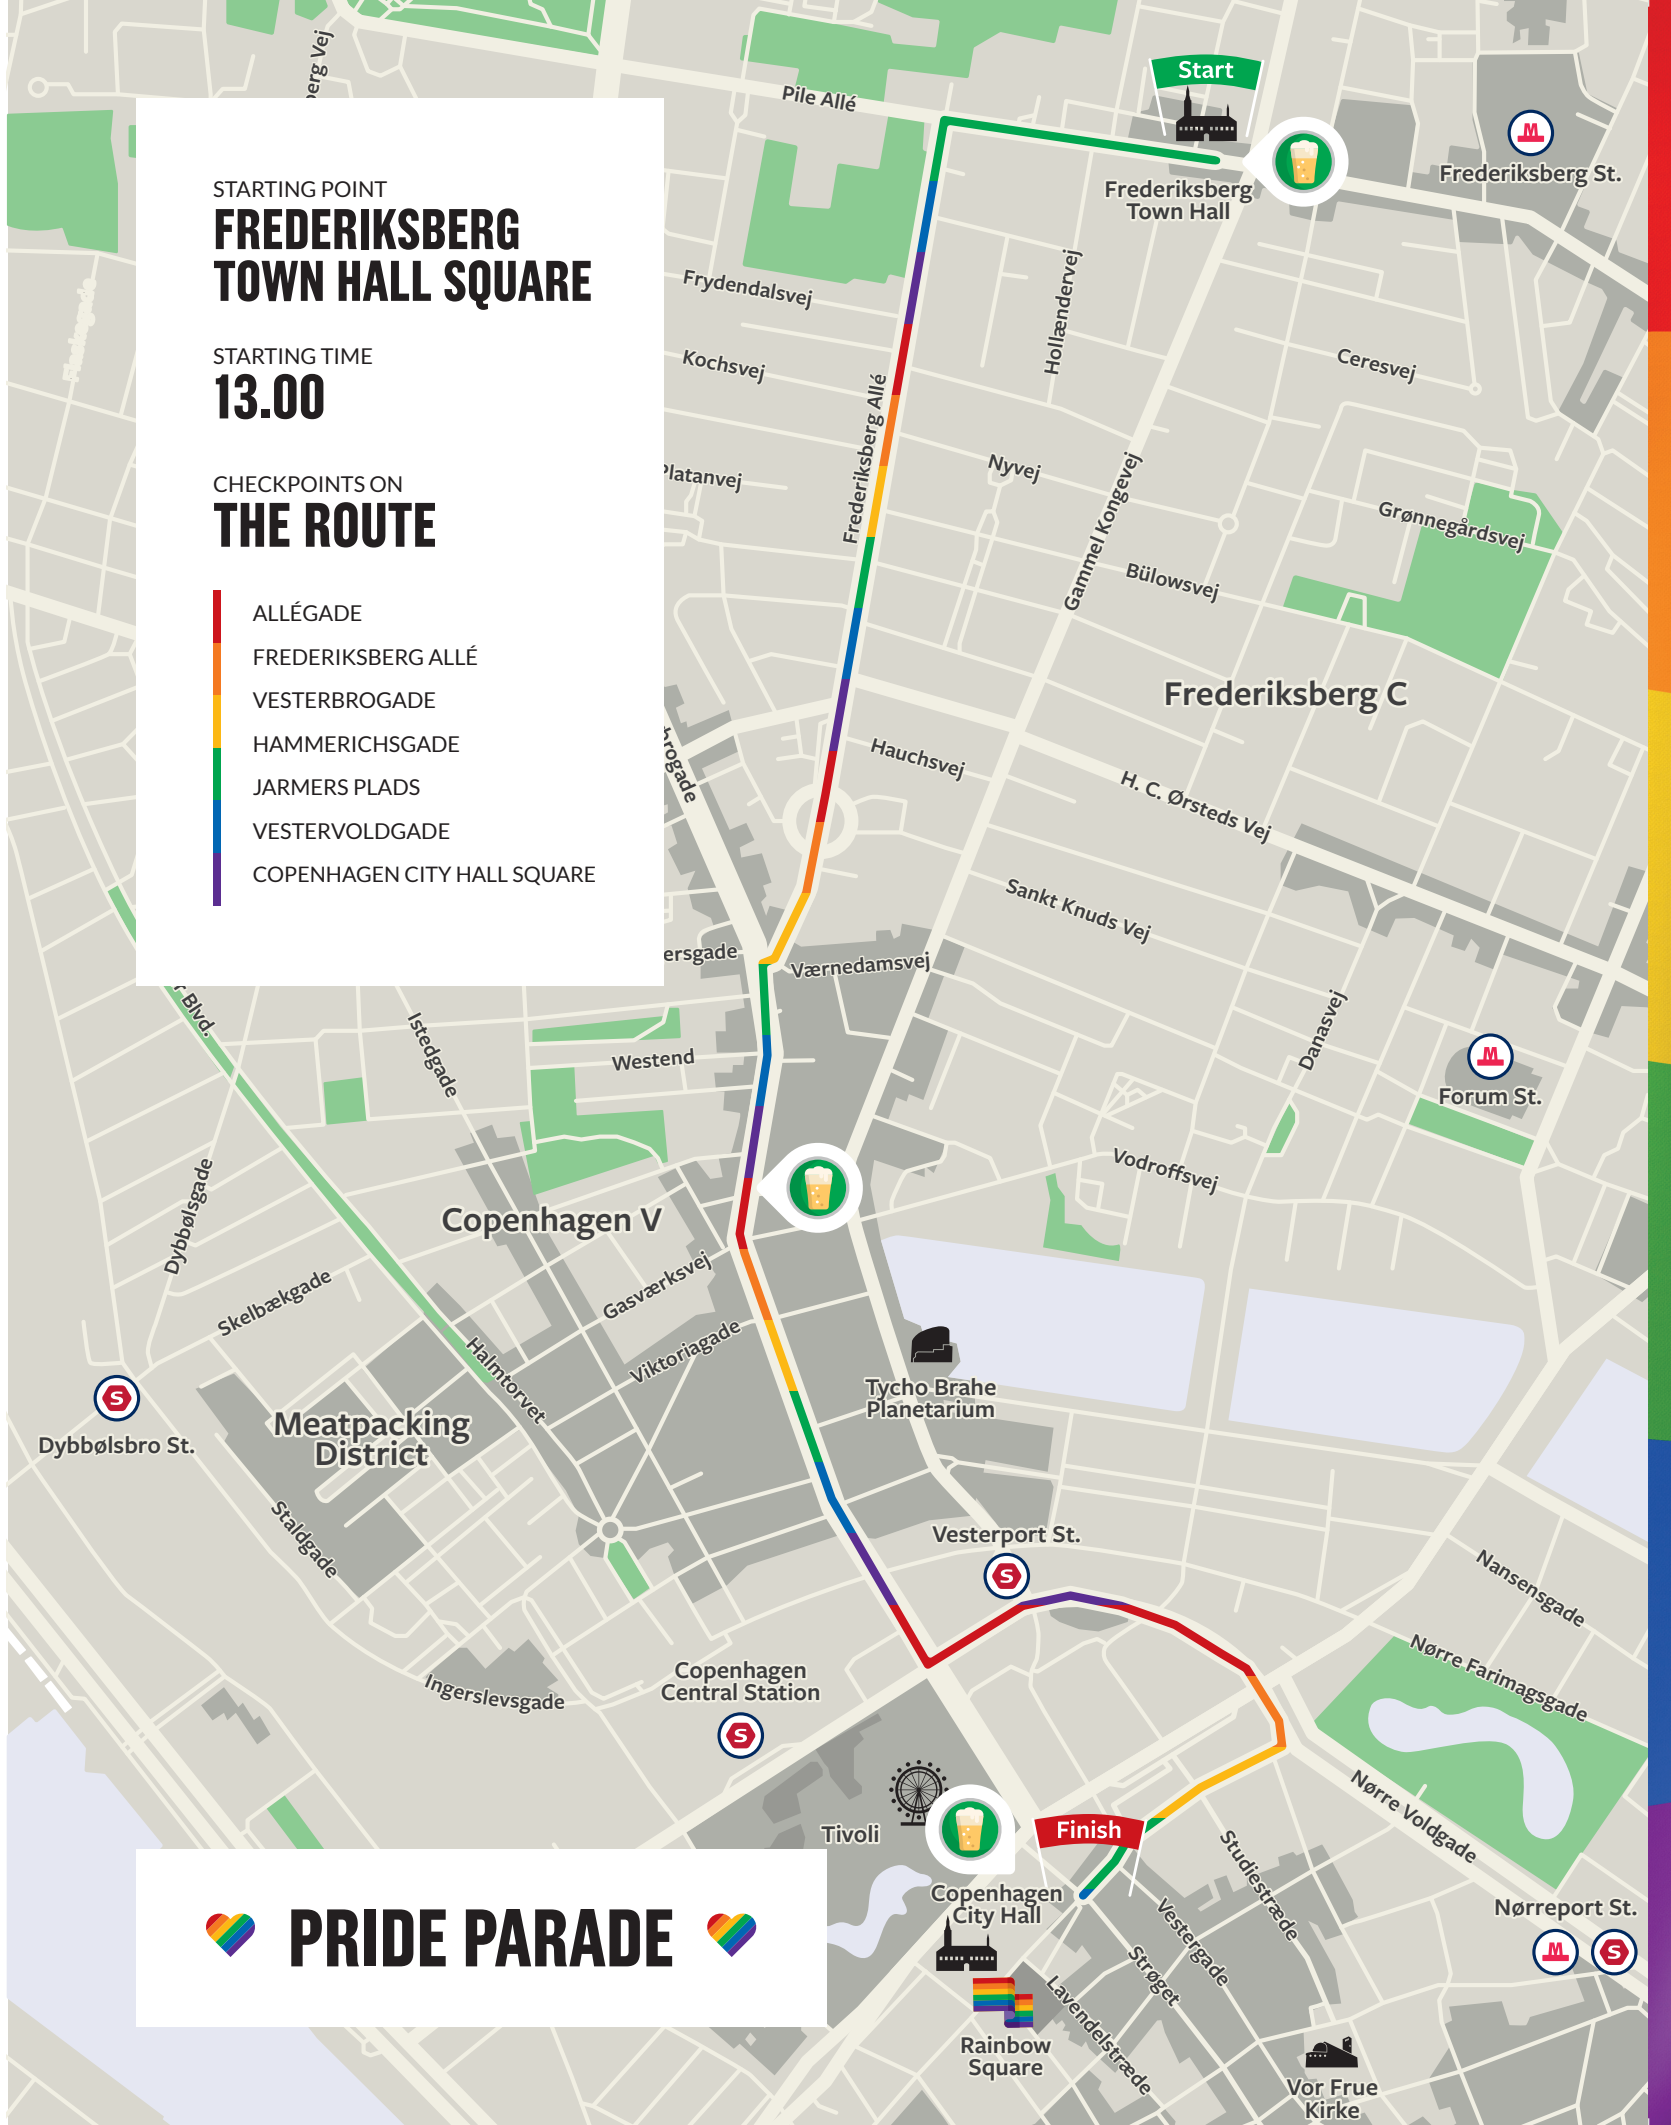 STARTING POINT
FREDERIKSBERG
TOWN HALL SQUARE
STARTING TIME
13.00
CHECKPOINTS ON
THE ROUTE
ALLÉGADE
FREDERIKSBERG ALLÉ
VESTERBROGADE
HAMMERICHSGADE
JARMERS PLADS
VESTERVOLDGADE
COPENHAGEN CITY HALL SQUARE
berg Vej
Pile Allé
Start
Frederiksberg
Town Hall
M
Frederiksberg St.
Frydendalsvej
Hollændervej
Kochsvej
Ceresvej
Frederiksberg Allé
Platanvej
Nyvej
Gammel Kongevej
Grønnegårdsvej
Bülowsvej
Frederiksberg C
brogade
Hauchsvej
H. C. Ørsteds Vej
Sankt Knuds Vej
ersgade
Værnedamsvej
r Blvd.
Istedgade
Westend
Danasvej
M
Forum St.
Vodroffsvej
Dybbølsgade
Copenhagen V
Skelbækgade
Gasværksvej
Viktoriagade
Halmtorvet
Tycho Brahe
Planetarium
S
Dybbølsbro St.
Meatpacking
District
Staldgade
Vesterport St.
S
Nansensgade
Nørre Farimagsgade
Ingerslevsgade
Copenhagen
Central Station
S
Nørre Voldgade
Tivoli
Finish
Studiestræde
Copenhagen
City Hall
Vestergade
Strøget
Lavendelstræde
Nørreport St.
M
S
Rainbow
Square
Vor Frue
Kirke
PRIDE PARADE